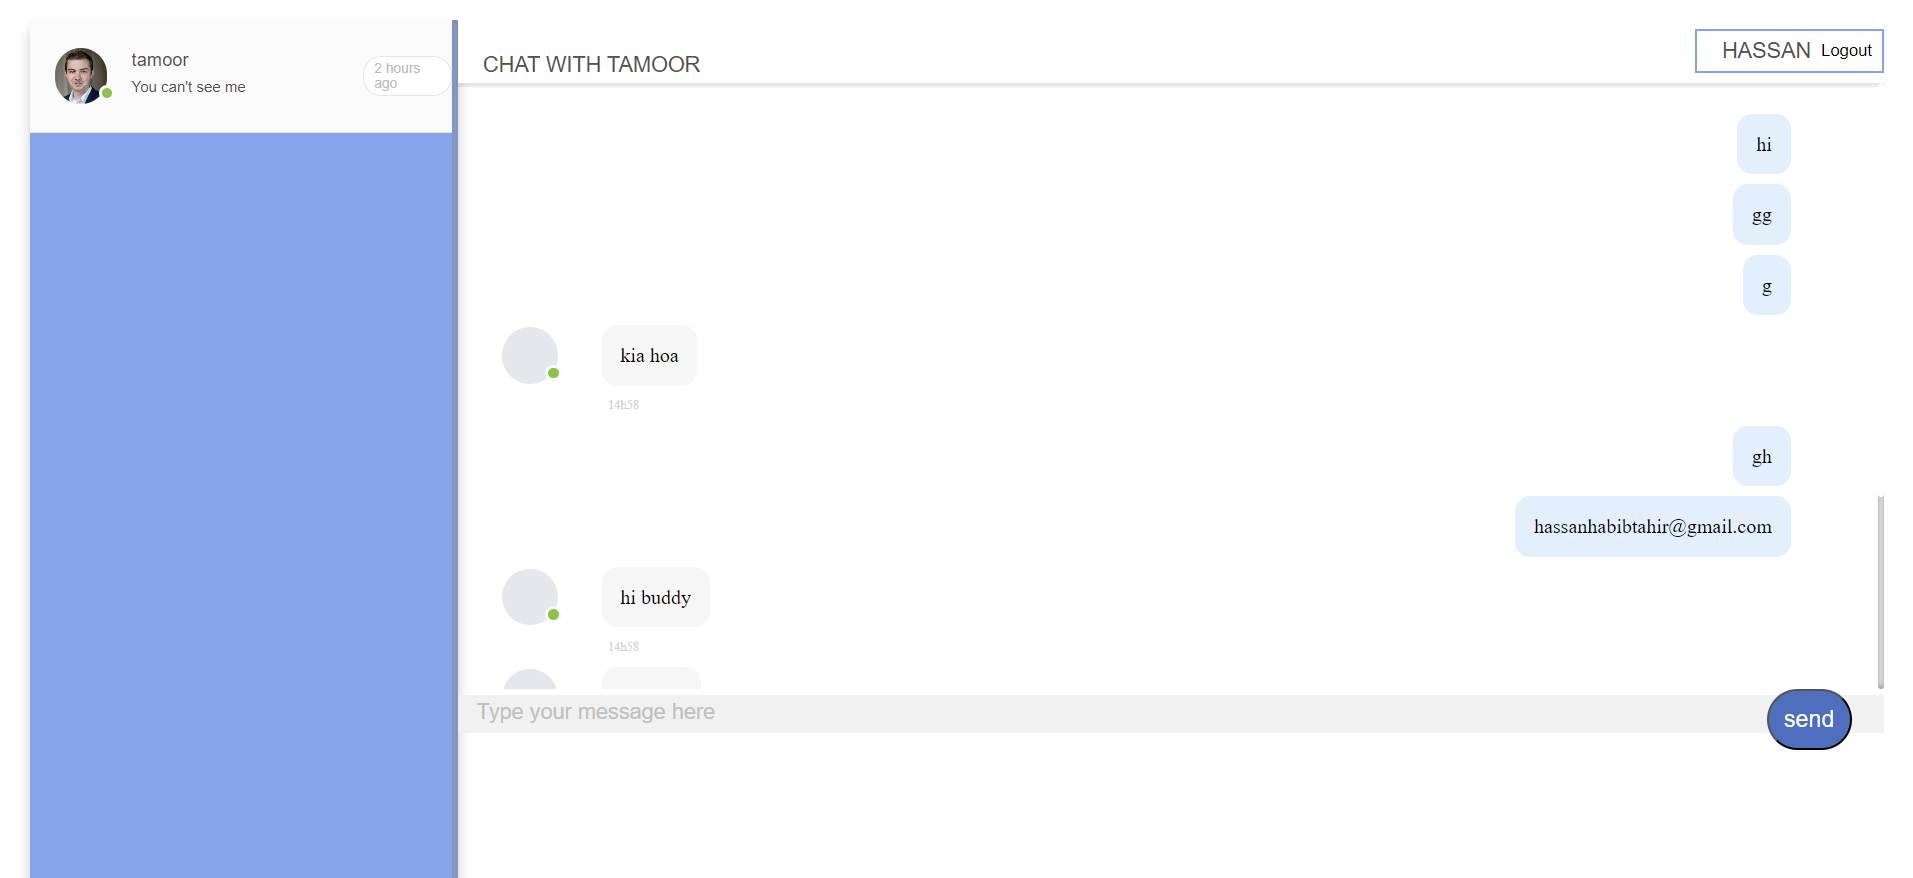 tamoor
You can't see me
2 hours
ago
CHAT WITH TAMOOR
HASSAN Logout
hi
gg
g
kia hoa
14h58
gh
hassanhabibtahir@gmail.com
hi buddy
14h58
Type your message here
send